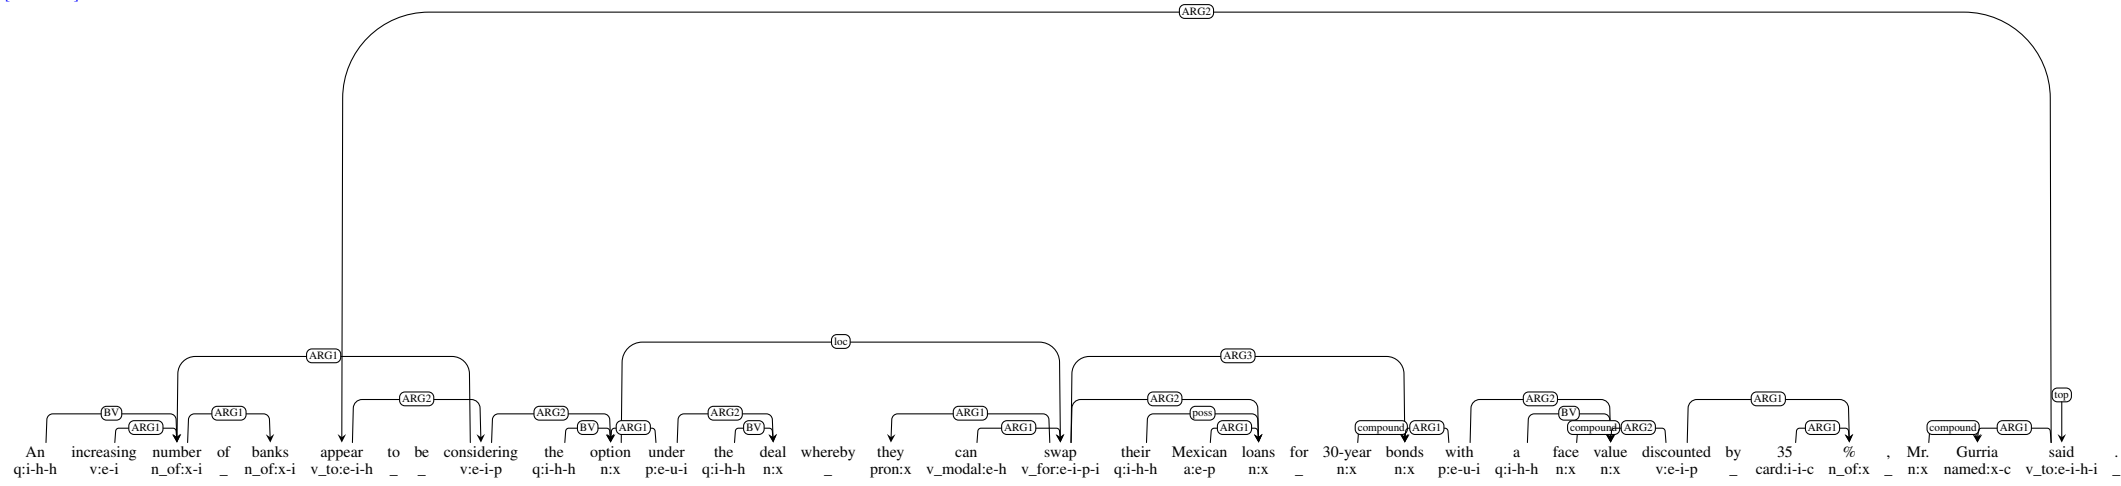 ARG2
loc
ARG1 ARG3
ARG2 ARG2 ARG2 ARG1 top
BV ARG1 ARG2 ARG2 ARG1 poss BV
ARG1 BV ARG1 BV ARG1 ARG1 compound ARG1 compound ARG2 ARG1 compound ARG1
An increasing number of banks appear to be considering the option under the deal whereby they can swap their Mexican loans for 30-year bonds with a face value discounted by 35 % , Mr. Gurria said .
q:i-h-h v:e-i n_of:x-i _ n_of:x-i v_to:e-i-h _ _ v:e-i-p q:i-h-h n:x p:e-u-i q:i-h-h n:x _ pron:x v_modal:e-h v_for:e-i-p-i q:i-h-h a:e-p n:x _ n:x n:x p:e-u-i q:i-h-h n:x n:x v:e-i-p _ card:i-i-c n_of:x _ n:x named:x-c v_to:e-i-h-i _